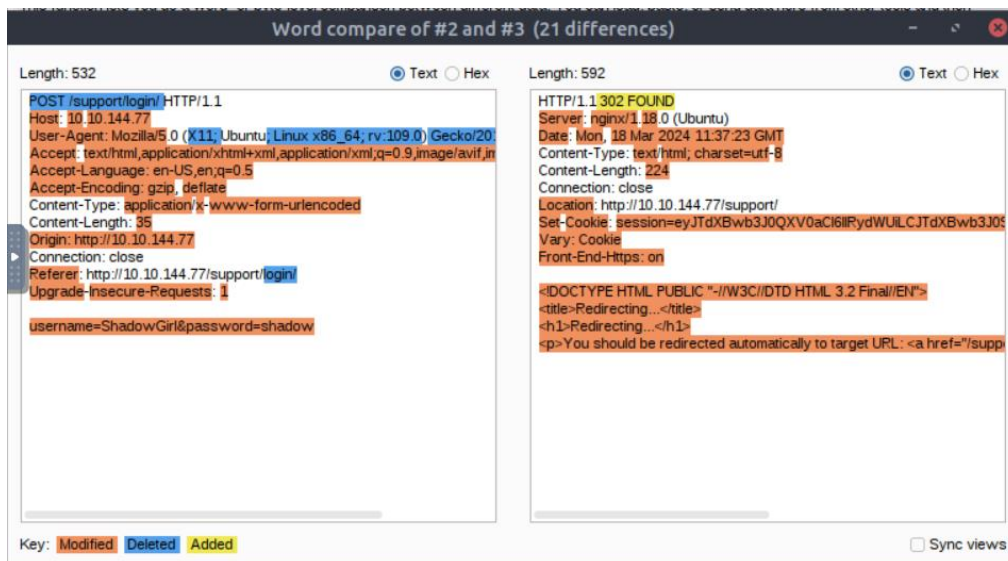 Word compare of #2 and #3 (21 differences)
Length: 532
Text
Hex
POST /support/login/ HTTP/1.1
Host: 10.10.144.77
User-Agent: Mozilla/5.0 (X11; Ubuntu; Linux x86_64; rv:109.0) Gecko/20
Accept: text/html,application/xhtml+xml,application/xml;q=0.9,image/avif,
Accept-Language: en-US,en;q=0.5
Accept-Encoding: gzip, deflate
Content-Type: application/x-www-form-urlencoded
Content-Length: 35
Origin: http://10.10.144.77
Connection: close
Referer: http://10.10.144.77/support/login/
Upgrade-Insecure-Requests: 1
username=ShadowGirl&password=shadow
Length: 592
Text
Hex
HTTP/1.1 302 FOUND
Server: nginx/1.18.0 (Ubuntu)
Date: Mon, 18 Mar 2024 11:37:23 GMT
Content-Type: text/html; charset=utf-8
Content-Length: 224
Connection: close
Location: http://10.10.144.77/support/
Set-Cookie:
Vary: Cookie
Front-End-Https: on
<!DOCTYPE HTML PUBLIC "-//W3C//DTD HTML 3.2 Final//EN">
<title>Redirecting...</title>
<h1>Redirecting...</h1>
<p>You should be redirected automatically to target URL: <a href="/supp
Key: Modified Deleted Added
Sync views